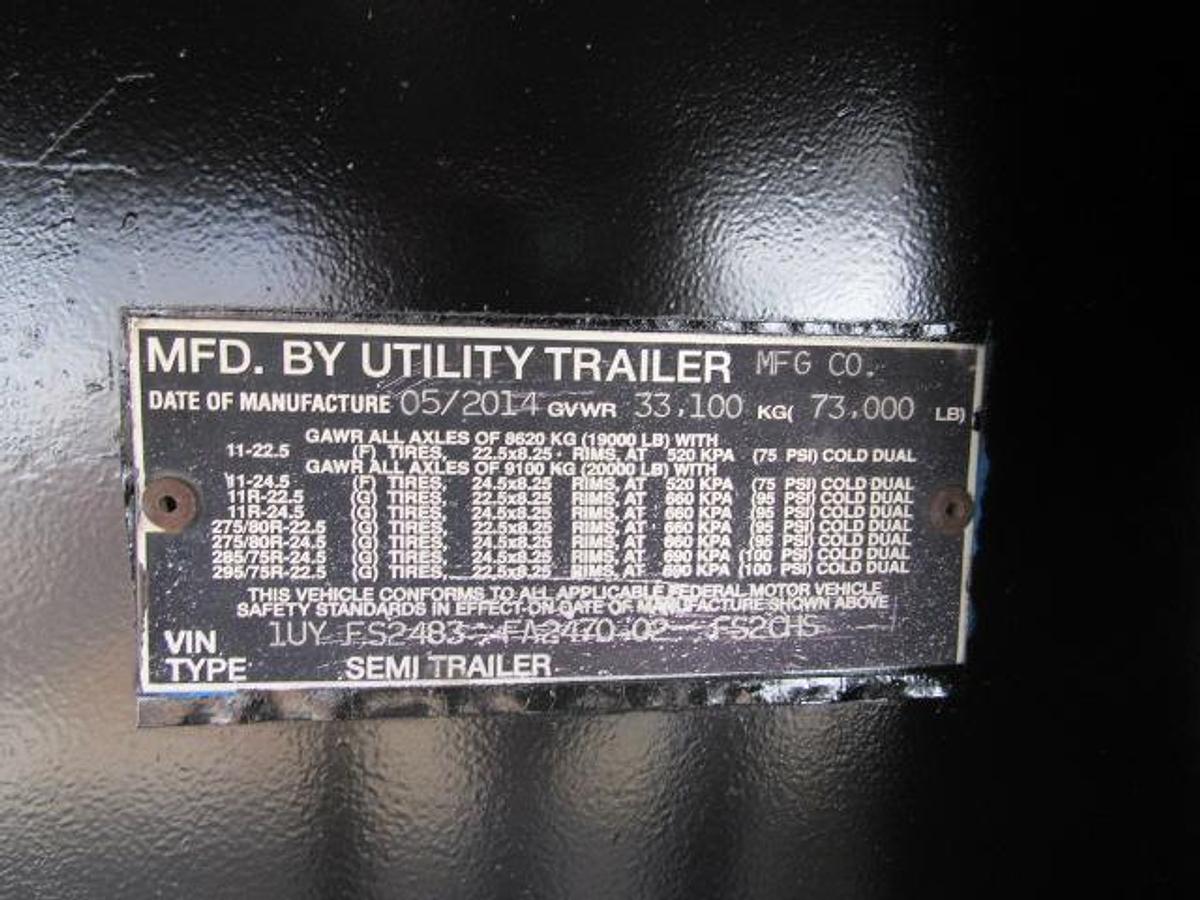 MFD. BY UTILITY TRAILER MFG CO.
DATE OF MANUFACTURE 05/2014 GVWR 33,100 KG( 73,000 LB)
GAWR ALL AXLES OF 8620 KG (19000 LB) WITH
11-22.5 (F) TIRES, 22.5x8.25 RIMS, AT 520 KPA (75 PSI) COLD DUAL
GAWR ALL AXLES OF 9100 KG (20000 LB) WITH
11-24.5 (F) TIRES, 24.5x8.25 RIMS, AT 520 KPA (75 PSI) COLD DUAL
11R-22.5 (G) TIRES, 22.5x8.25 RIMS, AT 660 KPA (95 PSI) COLD DUAL
11R-24.5 (G) TIRES, 24.5x8.25 RIMS, AT 660 KPA (95 PSI) COLD DUAL
275/80R-22.5 (G) TIRES, 22.5x8.25 RIMS, AT 660 KPA (95 PSI) COLD DUAL
275/80R-24.5 (G) TIRES, 24.5x8.25 RIMS, AT 660 KPA (95 PSI) COLD DUAL
285/75R-24.5 (G) TIRES, 24.5x8.25 RIMS, AT 690 KPA (100 PSI) COLD DUAL
295/75R-22.5 (G) TIRES, 22.5x8.25 RIMS, AT 690 KPA (100 PSI) COLD DUAL
THIS VEHICLE CONFORMS TO ALL APPLICABLE FEDERAL MOTOR VEHICLE
SAFETY STANDARDS IN EFFECT ON DATE OF MANUFACTURE SHOWN ABOVE
VIN 1UY FS2483 FA2470 02 FS2CHS
TYPE SEMI TRAILER